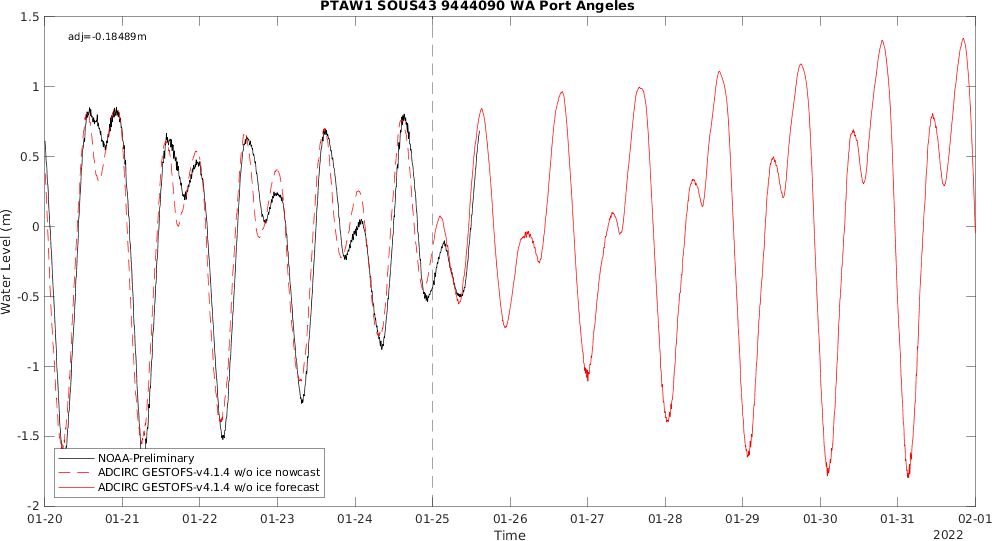 PTAW1 SOUS43 9444090 WA Port Angeles
adj=-0.18489m
Water Level (m)
1.5
1
0.5
0
-0.5
-1
-1.5
-2
NOAA-Preliminary
ADCIRC GESTOFS-v4.1.4 w/o ice nowcast
ADCIRC GESTOFS-v4.1.4 w/o ice forecast
01-20 01-21 01-22 01-23 01-24 01-25 01-26 01-27 01-28 01-29 01-30 01-31 02-01
Time
2022